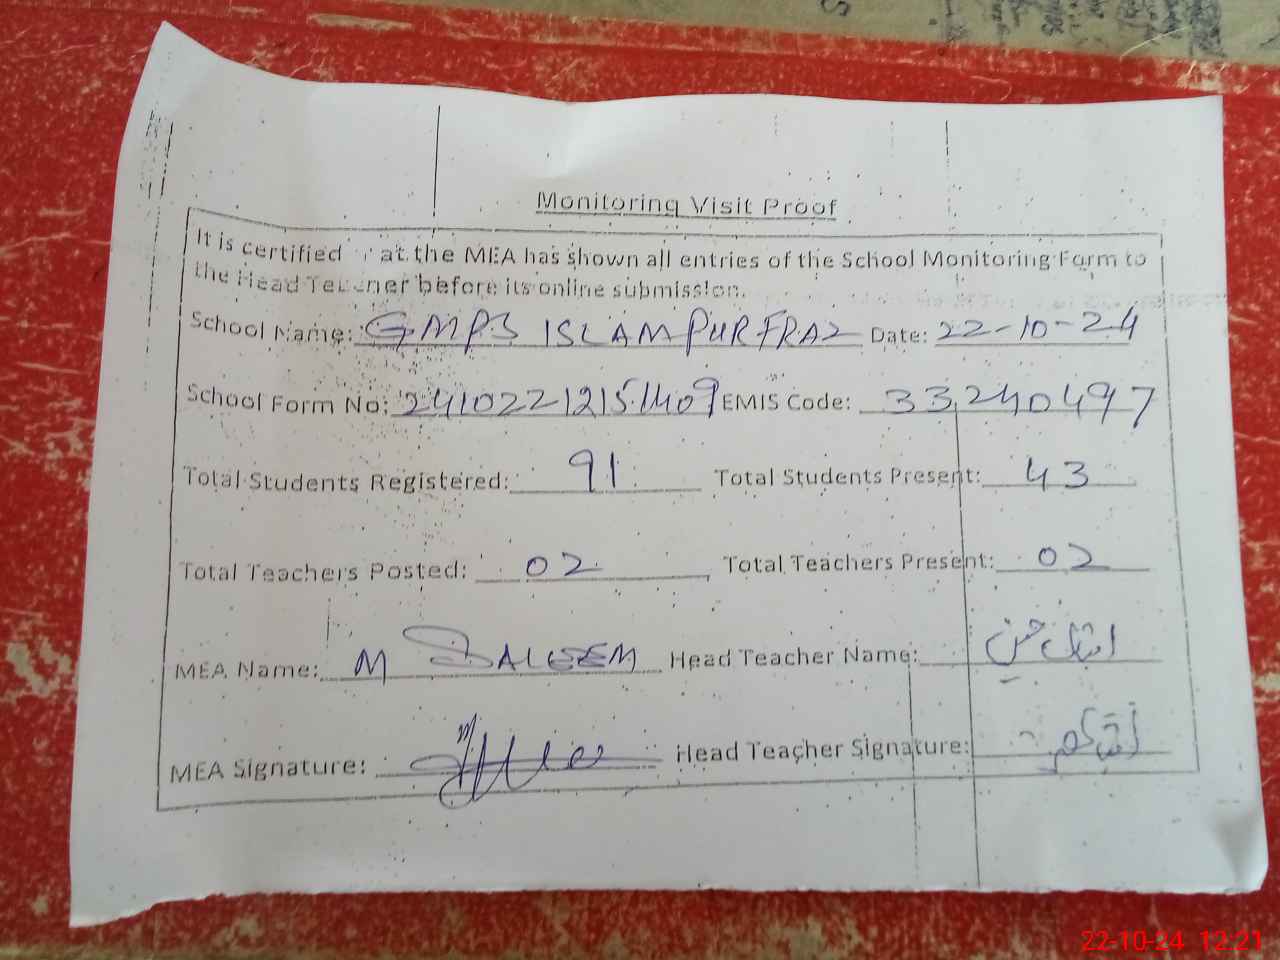 Monitoring Visit Proof
It is certified at the MEA has shown all entries of the School Monitoring Form to
the Head Teacher before its online submission.
School Name: GMPS ISLAMPUR FRAZ Date: 22-10-24
School Form No: 24102212151409 EMIS Code: 33240497
Total Students Registered: 91 Total Students Present: 43
Total Teachers Posted: 02 Total Teachers Present: 02
MEA Name: M SALEEM Head Teacher Name:
MEA Signature: Head Teacher Signature:
22-10-24 12:21